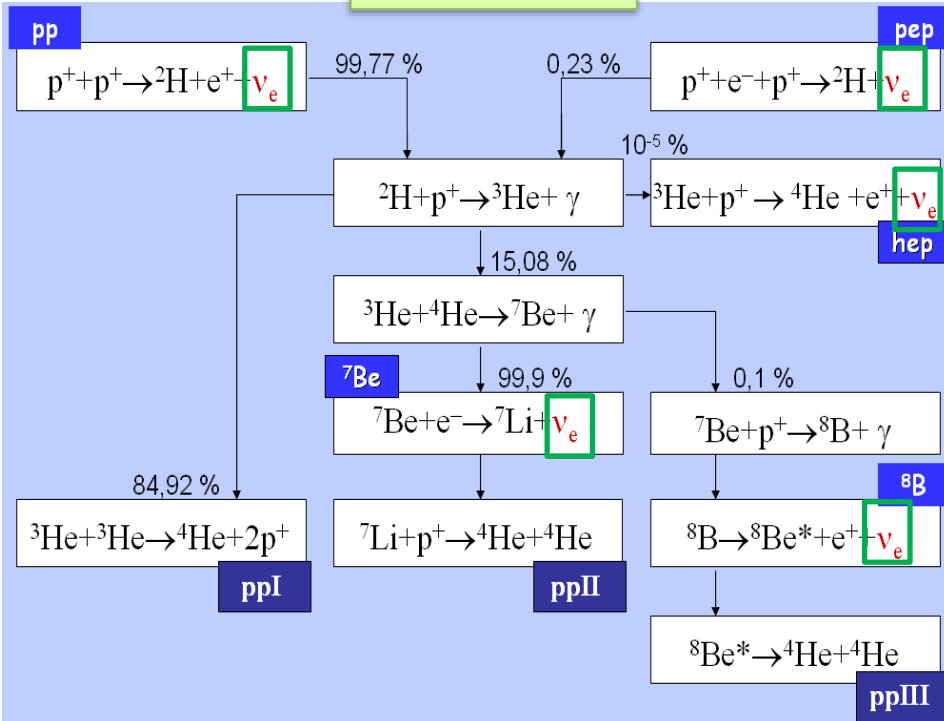 pp
pep
p⁺+p⁺→²H+e⁺+νₑ
99,77 %
0,23 %
p⁺+e⁻+p⁺→²H+νₑ
10⁻⁵ %
²H+p⁺→³He+ γ
³He+p⁺ → ⁴He +e⁺+νₑ
hep
15,08 %
³He+⁴He→⁷Be+ γ
⁷Be
99,9 %
0,1 %
⁷Be+e⁻→⁷Li+νₑ
⁷Be+p⁺→⁸B+ γ
84,92 %
⁸B
³He+³He→⁴He+2p⁺
⁷Li+p⁺→⁴He+⁴He
⁸B→⁸Be*+e⁺+νₑ
ppI
ppII
⁸Be*→⁴He+⁴He
ppIII